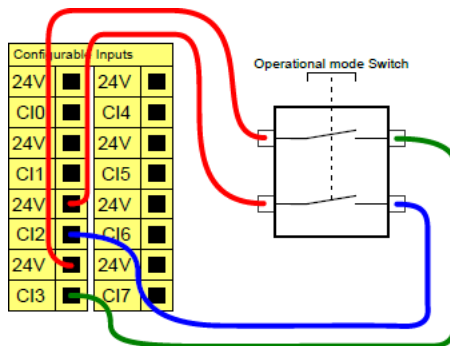 Configurable Inputs
24V 24V
CI0 CI4
24V 24V
CI1 CI5
24V 24V
CI2 CI6
24V 24V
CI3 CI7
Operational mode Switch